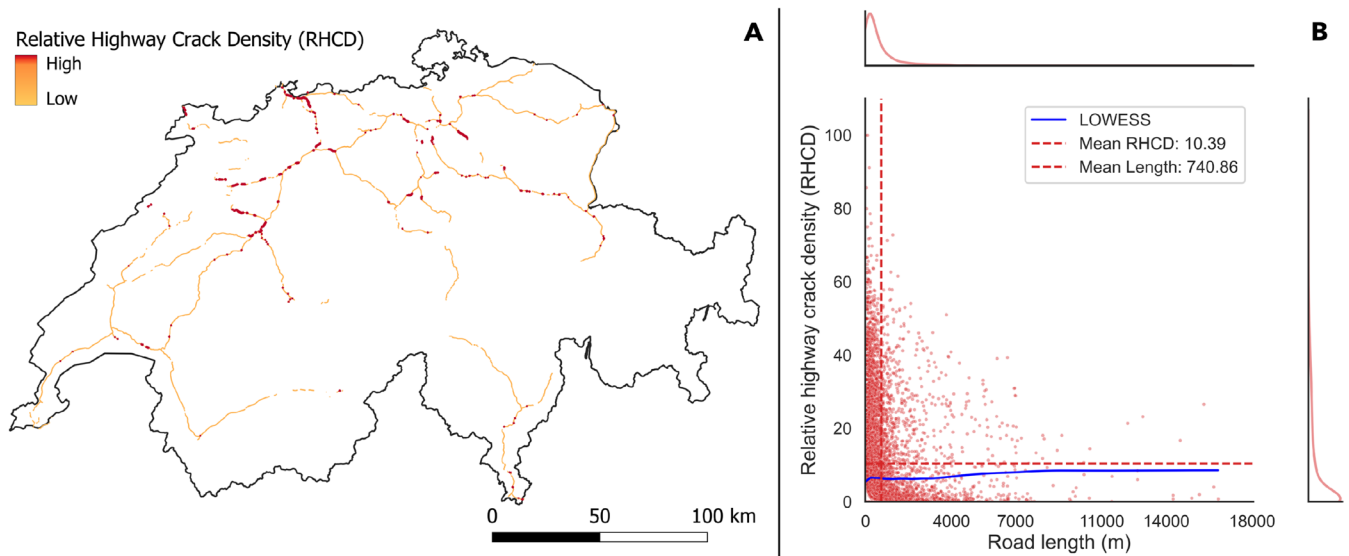 Relative Highway Crack Density (RHCD)
High
Low
A
0 50 100 km
B
LOWESS
Mean RHCD: 10.39
Mean Length: 740.86
Relative highway crack density (RHCD)
100
80
60
40
20
0
0 4000 7000 11000 14000 18000
Road length (m)